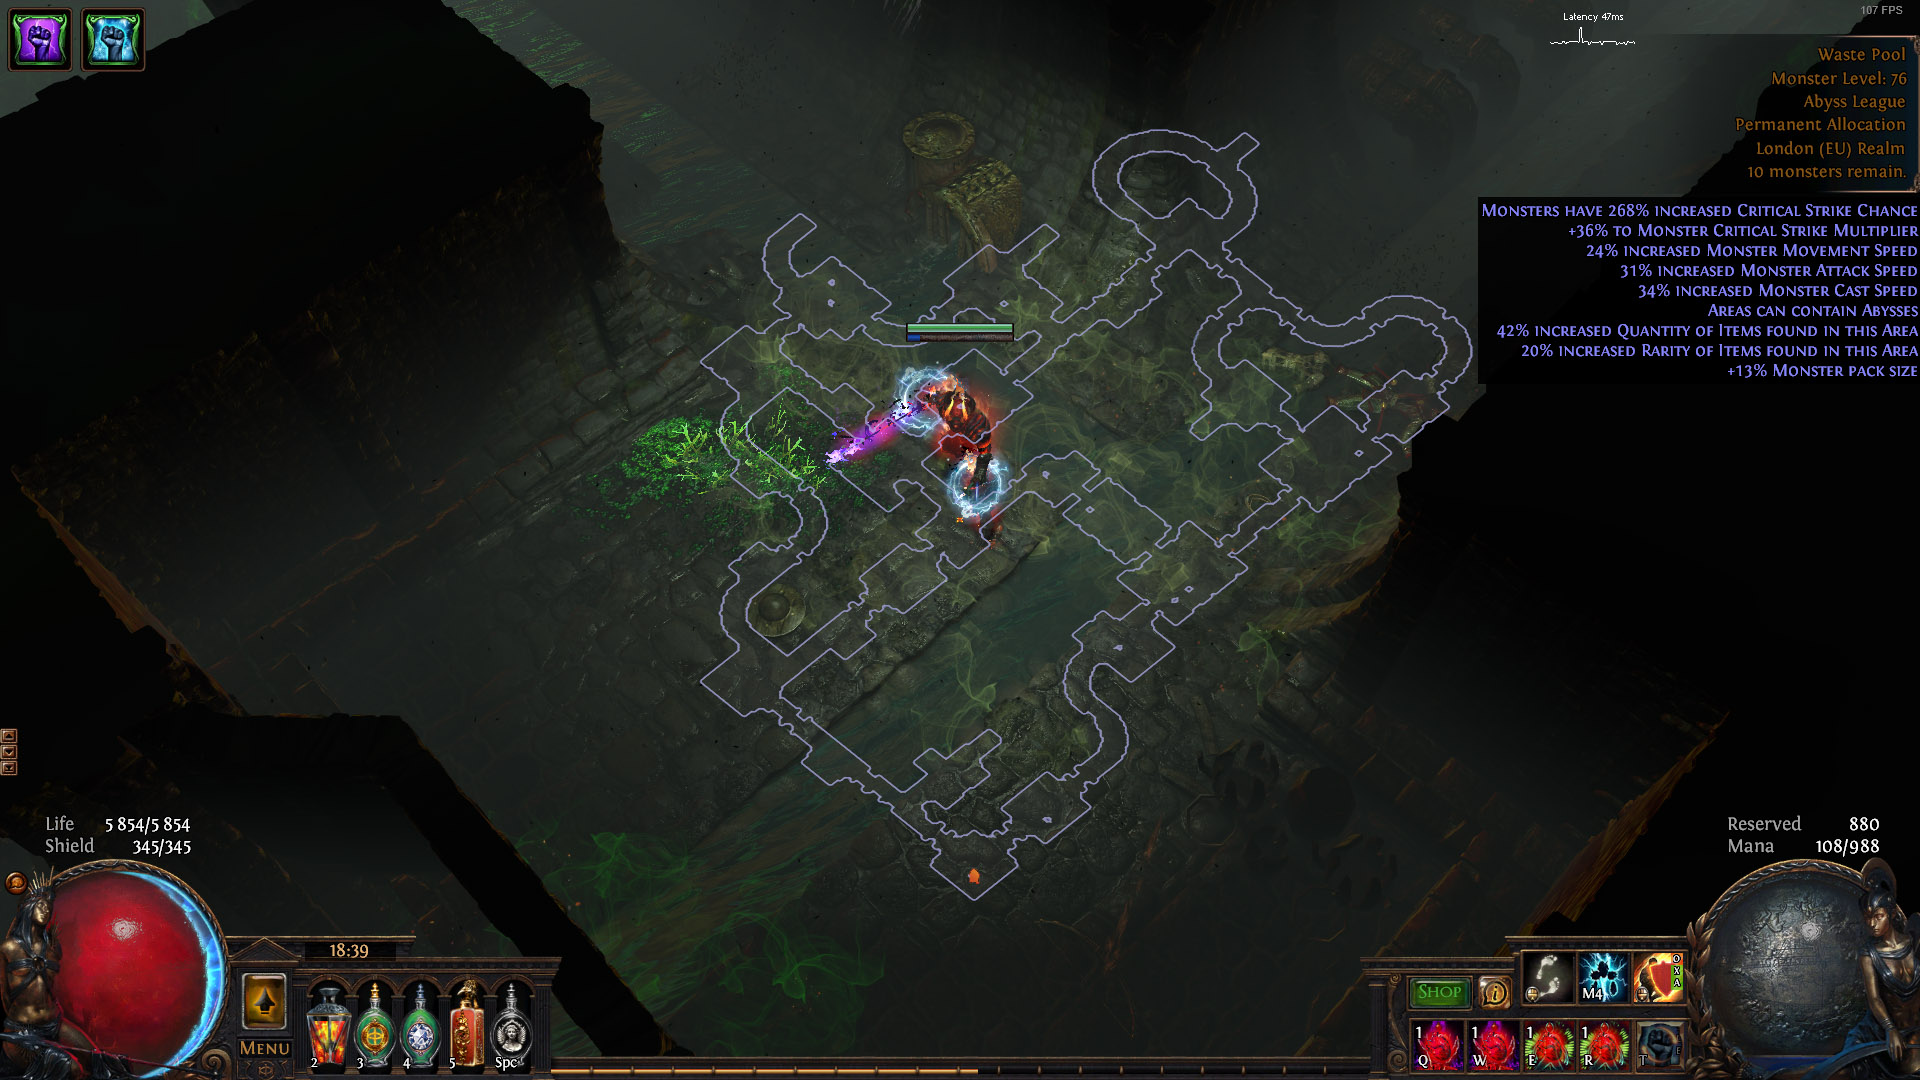 Latency 47ms
107 FPS
Waste Pool
Monster Level: 76
Abyss League
Permanent Allocation
London (EU) Realm
10 monsters remain.
Monsters have 268% increased Critical Strike Chance
+36% to Monster Critical Strike Multiplier
24% increased Monster Movement Speed
31% increased Monster Attack Speed
34% increased Monster Cast Speed
Areas can contain Abysses
42% increased Quantity of Items found in this Area
20% increased Rarity of Items found in this Area
+13% Monster pack size
Life 5 854/5 854
Shield 345/345
Reserved 880
Mana 108/988
18:39
Menu
2 3 4 5 Spc
Shop
M4
O
X
A
1 1 1 1
Q W E R T E